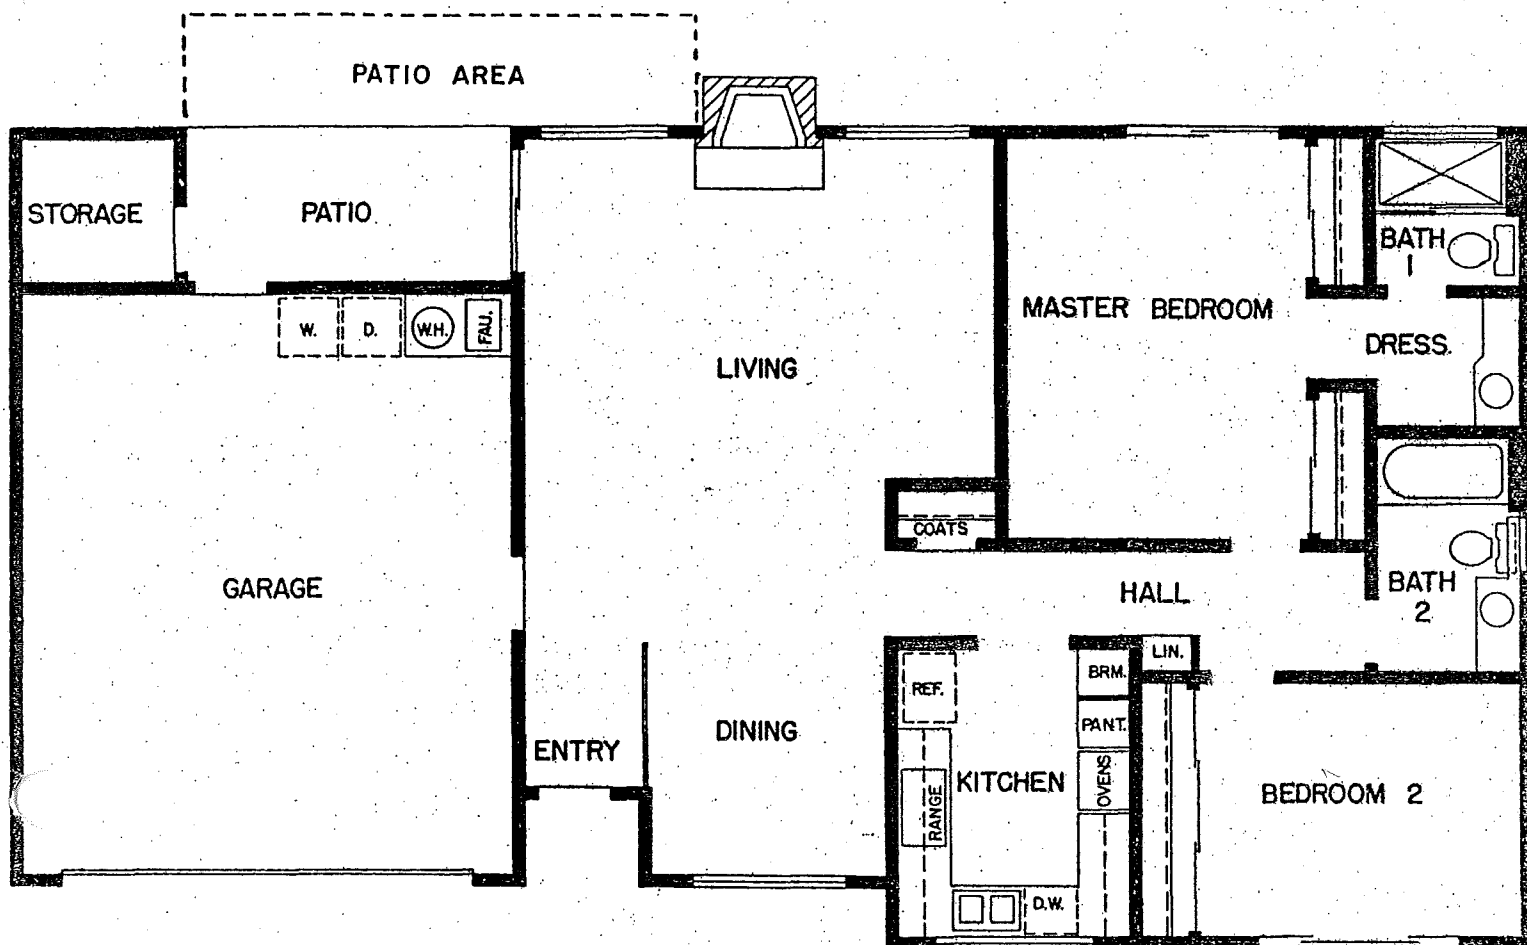 PATIO AREA
STORAGE
PATIO
BATH
1
MASTER BEDROOM
W.
D.
W.H.
FAU.
DRESS.
LIVING
COATS
GARAGE
HALL
BATH
2
LIN.
BRM.
REF.
PANT.
DINING
ENTRY
KITCHEN
OVENS
RANGE
BEDROOM 2
D.W.